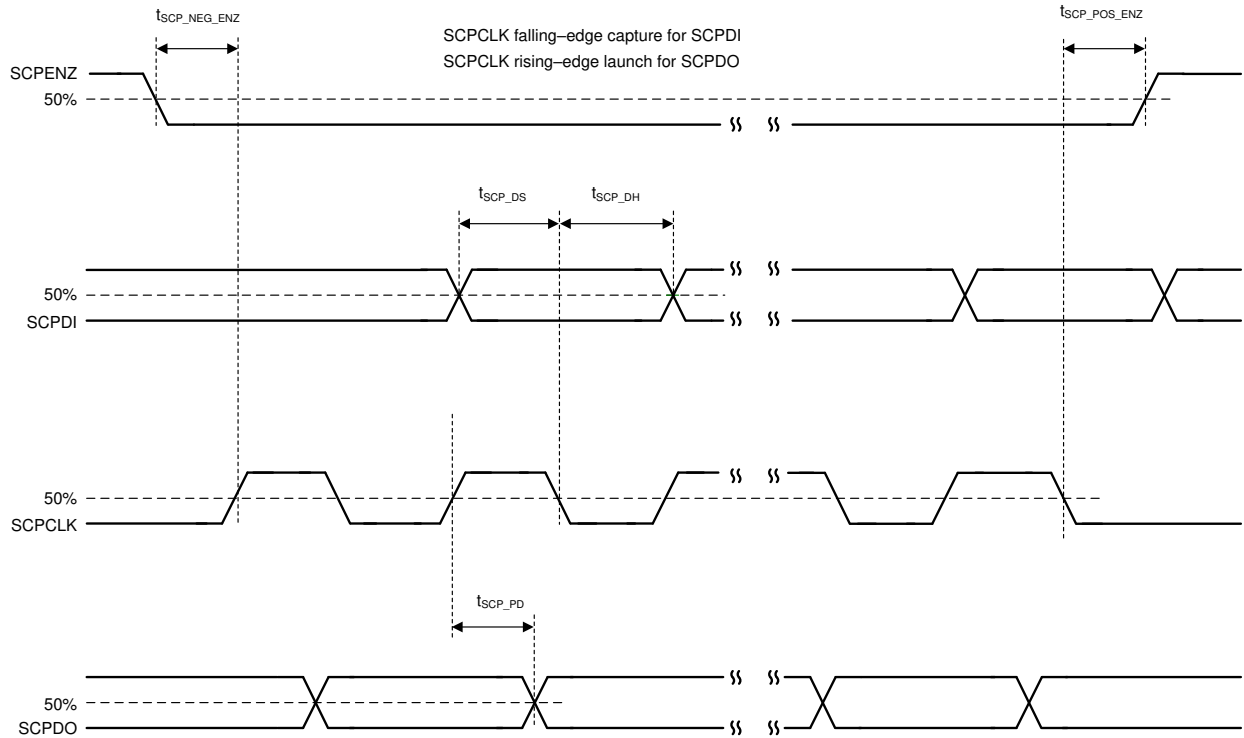 tSCP_NEG_ENZ
tSCP_POS_ENZ
SCPCLK falling–edge capture for SCPDI
SCPCLK rising–edge launch for SCPDO
SCPENZ
50%
tSCP_DS
tSCP_DH
50%
SCPDI
50%
SCPCLK
tSCP_PD
50%
SCPDO